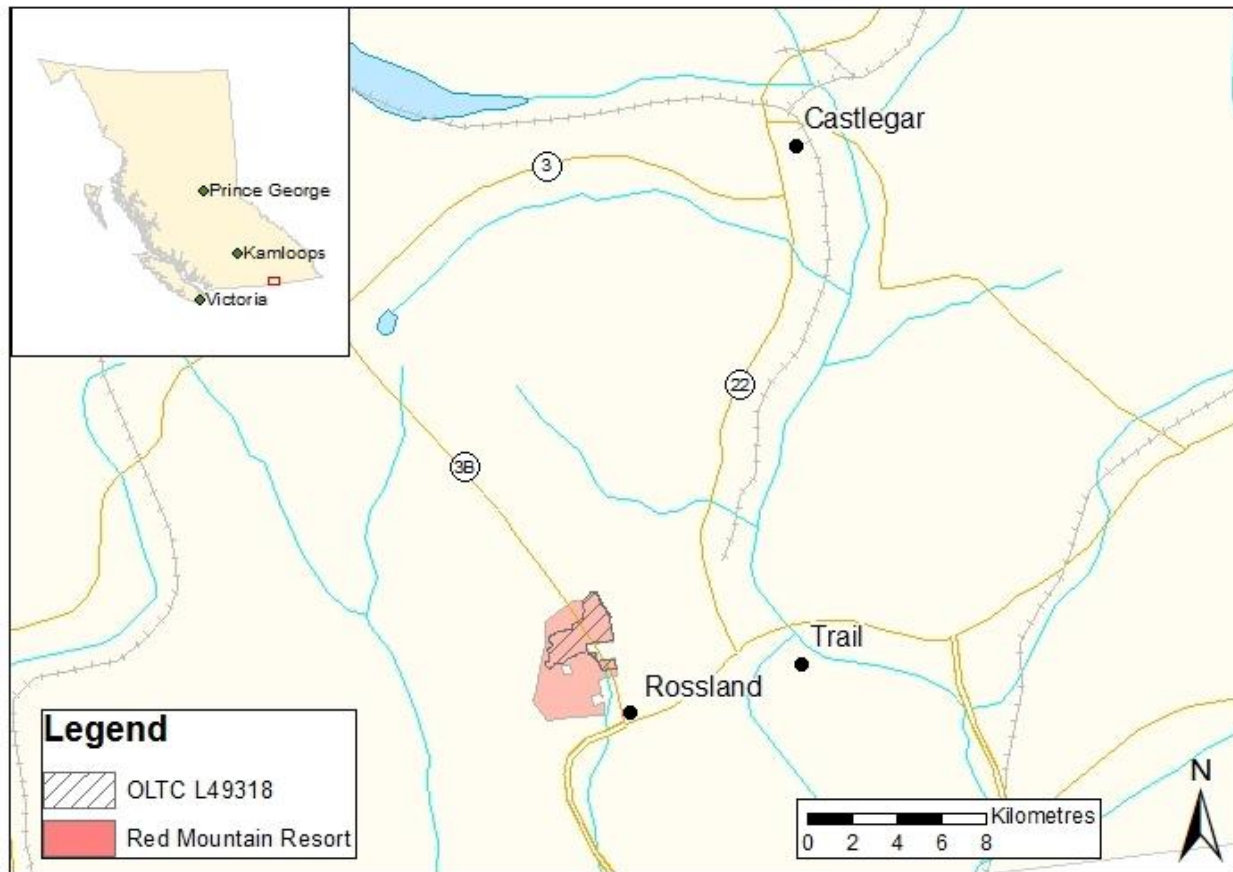 Prince George
Kamloops
Victoria
Castlegar
3
22
3B
Trail
Rossland
Legend
OLTC L49318
Red Mountain Resort
N
Kilometres
0 2 4 6 8